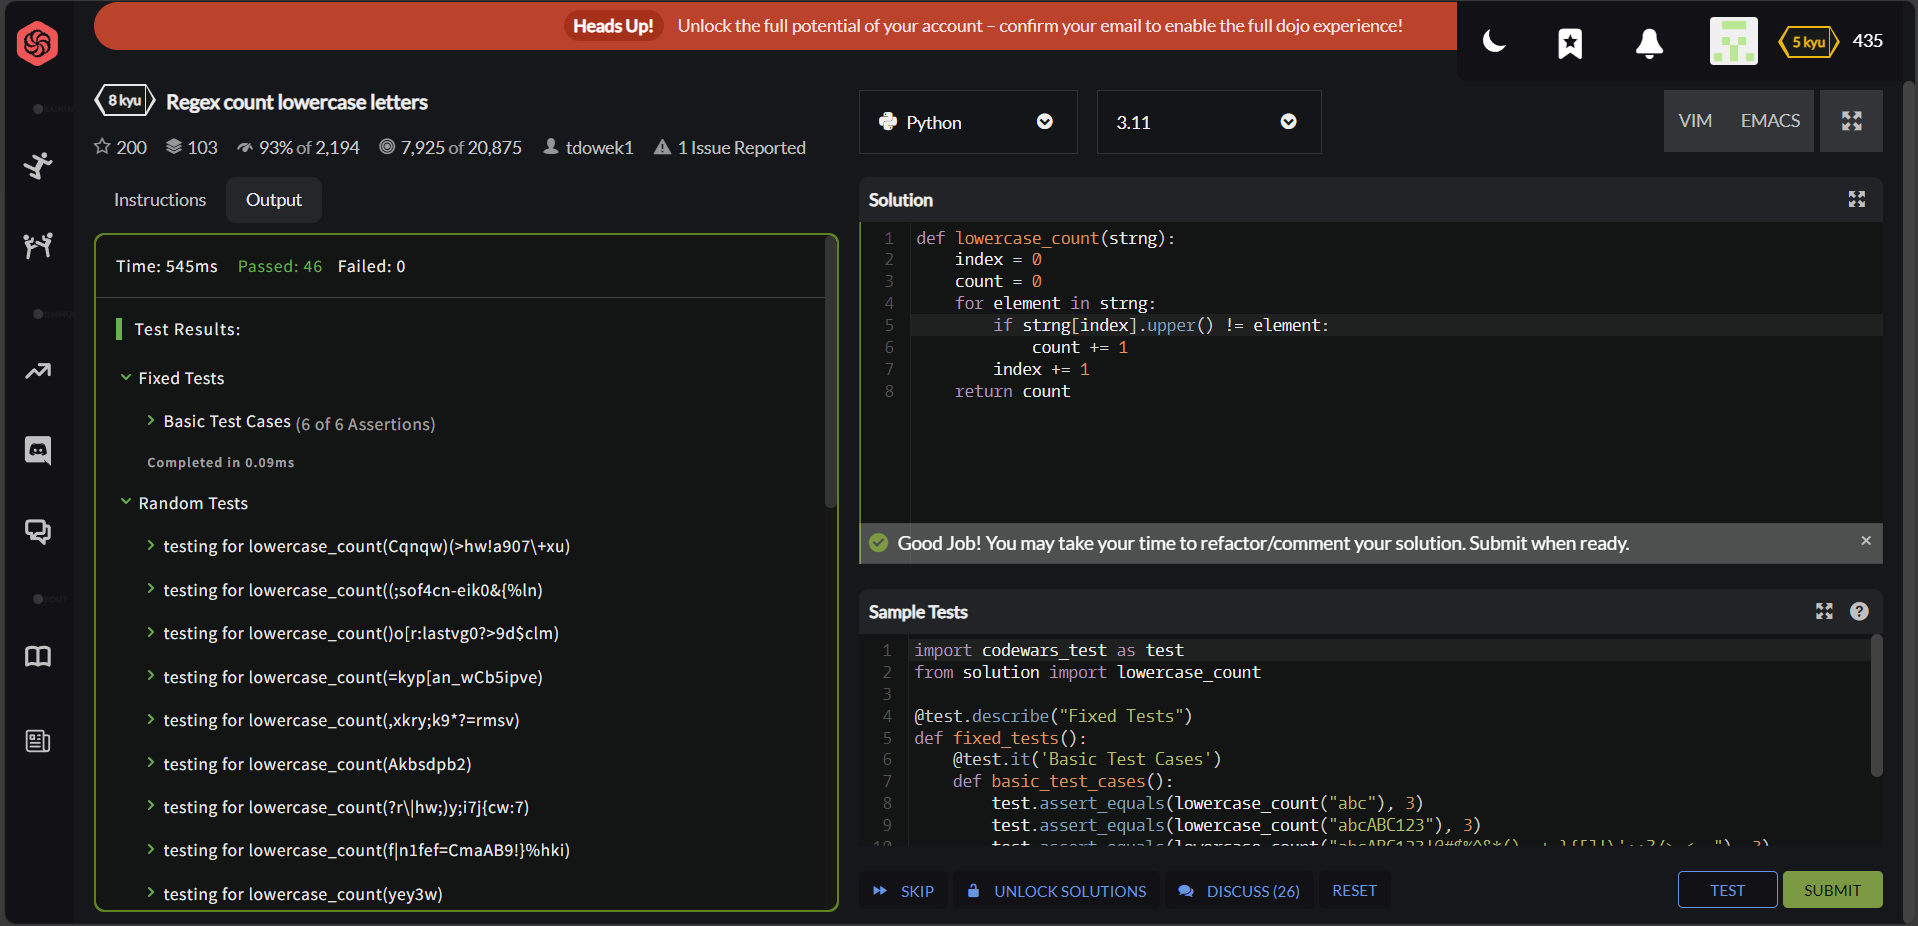 Heads Up! Unlock the full potential of your account – confirm your email to enable the full dojo experience!
5 kyu 435
8 kyu Regex count lowercase letters
200 103 93% of 2,194 7,925 of 20,875 tdowek1 1 Issue Reported
Python 3.11
VIM EMACS
Instructions Output
Time: 545ms Passed: 46 Failed: 0
Test Results:
Fixed Tests
Basic Test Cases (6 of 6 Assertions)
Completed in 0.09ms
Random Tests
testing for lowercase_count(Cqnqw)(>hw!a907\+xu)
testing for lowercase_count((;sof4cn-eik0&{%ln)
testing for lowercase_count()o[r:lastvg0?>9d$clm)
testing for lowercase_count(=kyp[an_wCb5ipve)
testing for lowercase_count(,xkry;k9*?=rmsv)
testing for lowercase_count(Akbsdpb2)
testing for lowercase_count(?r\|hw;)y;i7j{cw:7)
testing for lowercase_count(f|n1fef=CmaAB9!}%hki)
testing for lowercase_count(yey3w)
Solution
1 def lowercase_count(strng):
2     index = 0
3     count = 0
4     for element in strng:
5         if strng[index].upper() != element:
6             count += 1
7         index += 1
8     return count
Good Job! You may take your time to refactor/comment your solution. Submit when ready.
Sample Tests
1 import codewars_test as test
2 from solution import lowercase_count
3
4 @test.describe("Fixed Tests")
5 def fixed_tests():
6     @test.it('Basic Test Cases')
7     def basic_test_cases():
8         test.assert_equals(lowercase_count("abc"), 3)
9         test.assert_equals(lowercase_count("abcABC123"), 3)
SKIP UNLOCK SOLUTIONS DISCUSS (26) RESET
TEST SUBMIT